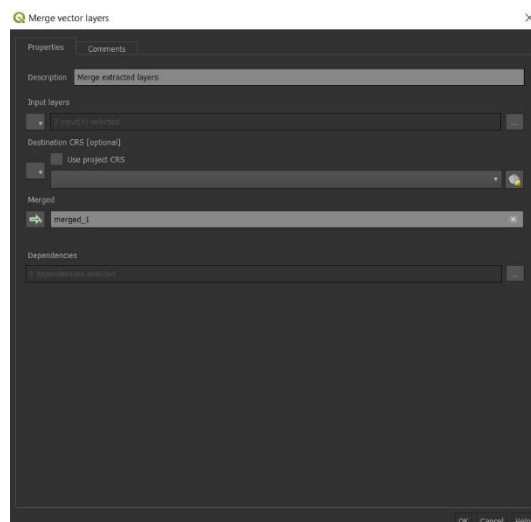 Merge vector layers
Properties
Comments
Description Merge extracted layers
Input layers
2 input(s) selected
...
Destination CRS [optional]
Use project CRS
Merged
merged_1
Dependencies
0 dependencies selected
...
OK Cancel Help